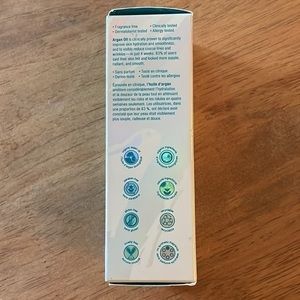 • Fragrance free • Clinically tested
• Dermatologist tested • Allergy tested
Argan Oil is clinically proven to significantly
improve skin hydration and smoothness,
and to visibly reduce coarse lines and
wrinkles—in just 4 weeks: 83% of users
said their skin felt and looked more supple,
radiant, and smooth.
• Sans parfum • Testé en clinique
• Dermo-testé • Testé contre les allergies
Éprouvée en clinique, l'huile d'argan
améliore considérablement l'hydratation
et la douceur de la peau tout en atténuant
visiblement les rides et les ridules en quatre
semaines seulement. Les utilisatrices, dans
une proportion de 83 %, ont déclaré avoir
constaté que leur peau était visiblement
plus souple, radieuse et douce.